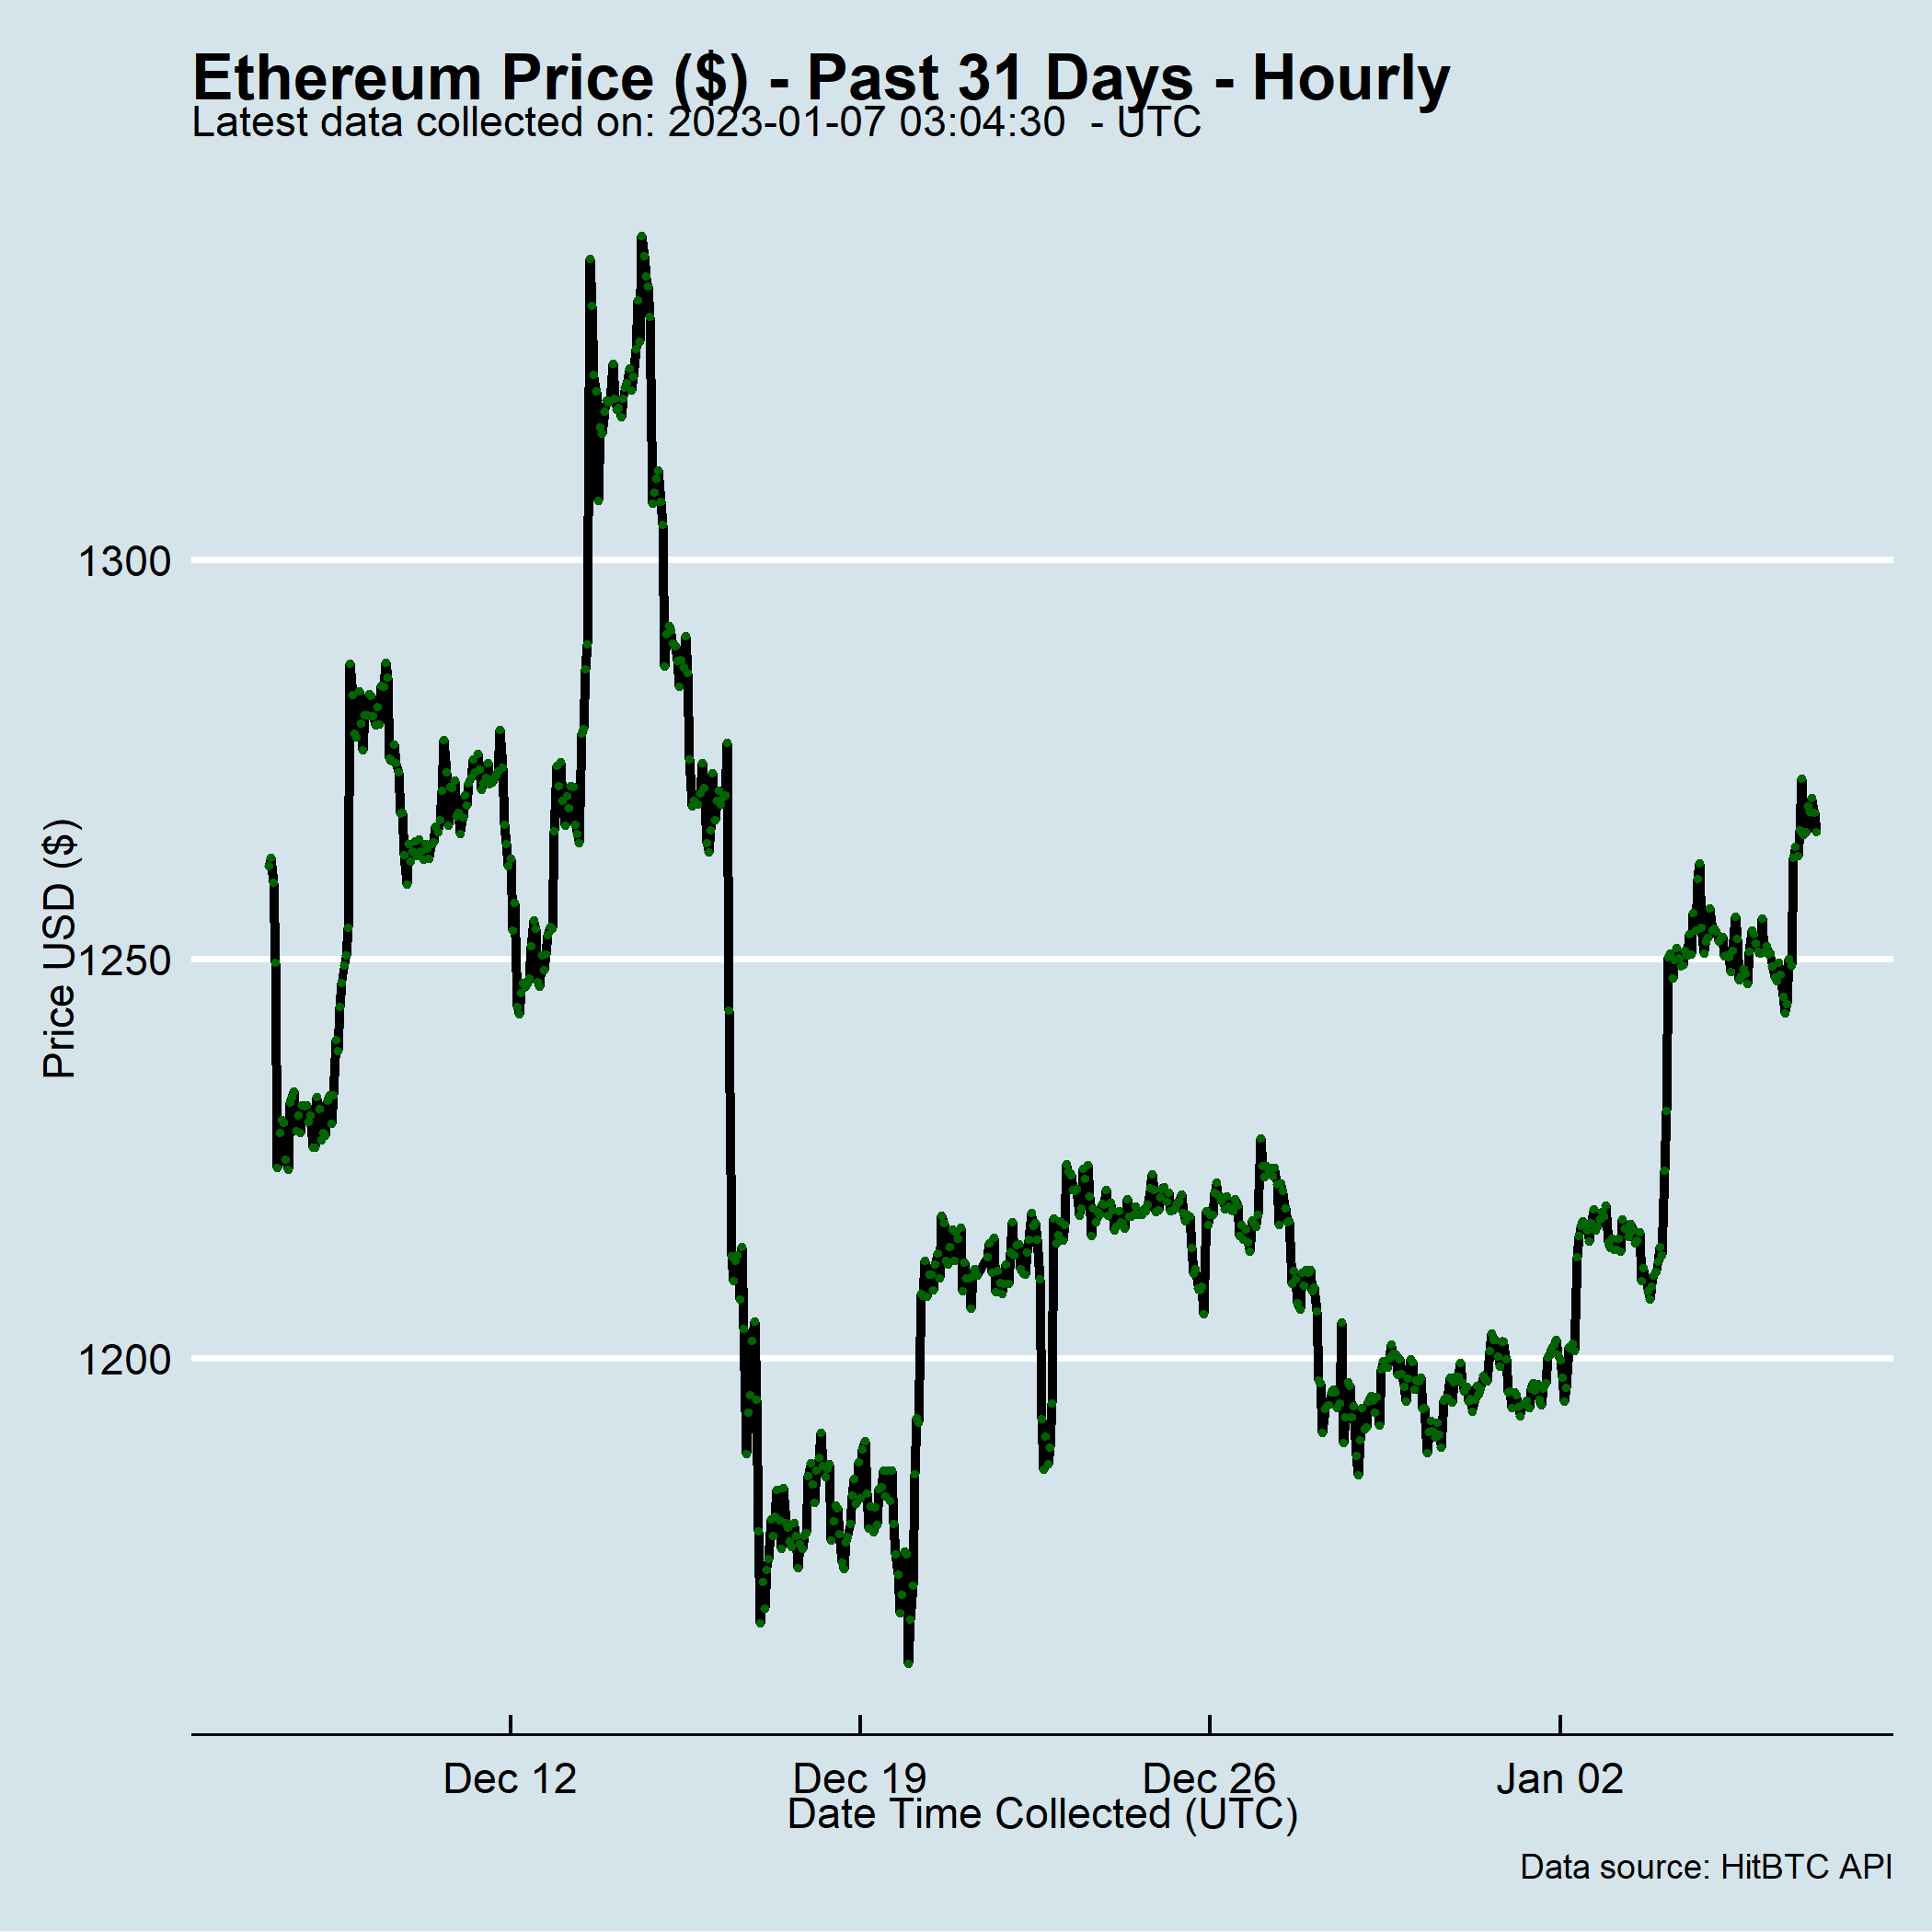 Ethereum Price ($) - Past 31 Days - Hourly
Latest data collected on: 2023-01-07 03:04:30  - UTC
Price USD ($)
1300
1250
1200
Dec 12
Dec 19
Dec 26
Jan 02
Date Time Collected (UTC)
Data source: HitBTC API